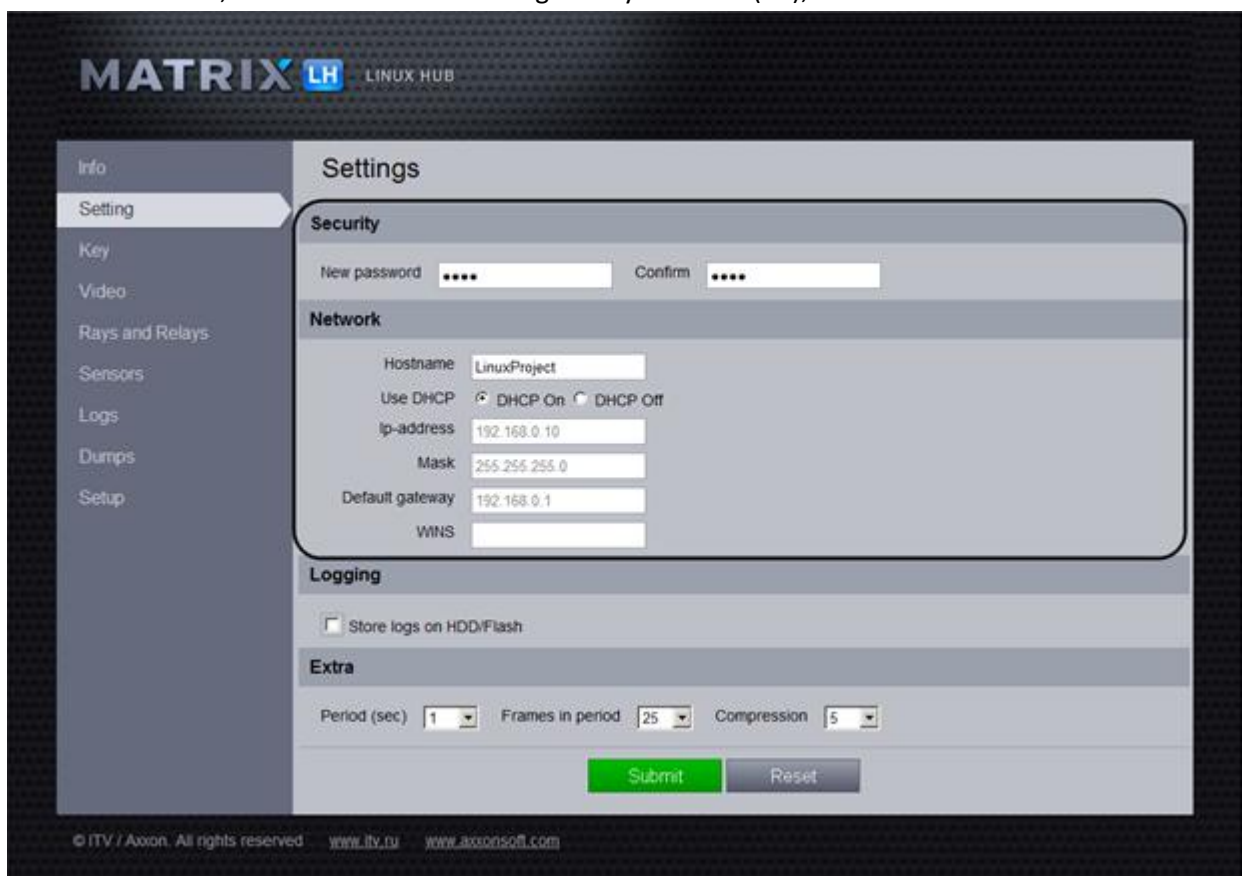 MATRIX LH LINUX HUB
Info
Setting
Key
Video
Rays and Relays
Sensors
Logs
Dumps
Setup
Settings
Security
New password •••• Confirm ••••
Network
Hostname LinuxProject
Use DHCP DHCP On DHCP Off
Ip-address 192.168.0.10
Mask 255.255.255.0
Default gateway 192.168.0.1
WINS
Logging
Store logs on HDD/Flash
Extra
Period (sec) 1 Frames in period 25 Compression 5
Submit Reset
© ITV / Axxon. All rights reserved www.itv.ru www.axxonsoft.com